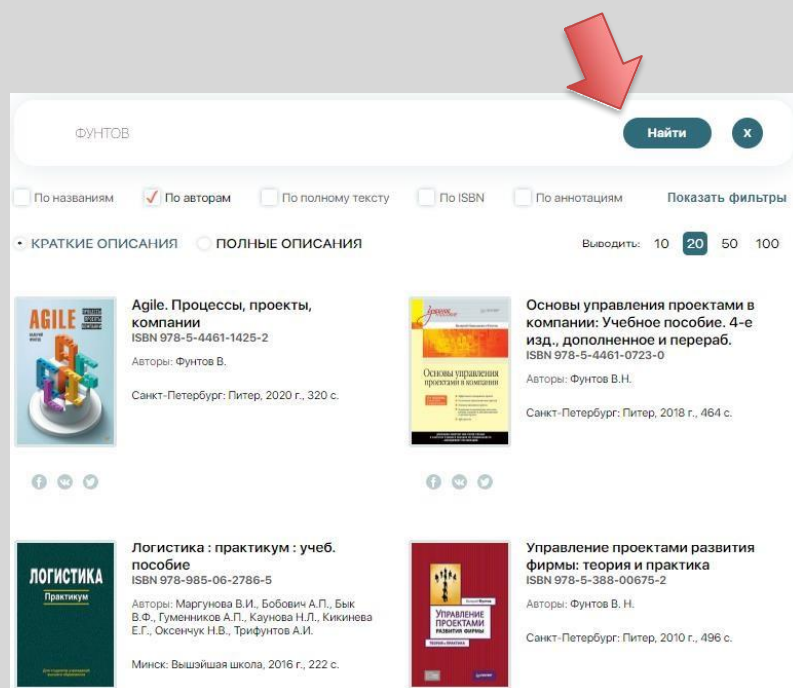 ФУНТОВ
Найти
X
По названиям
По авторам
По полному тексту
По ISBN
По аннотациям
Показать фильтры
КРАТКИЕ ОПИСАНИЯ
ПОЛНЫЕ ОПИСАНИЯ
Выводить: 10 20 50 100
AGILE
ПРОЦЕССЫ
ПРОЕКТЫ
КОМПАНИИ
Agile. Процессы, проекты,
компании
ISBN 978-5-4461-1425-2
Авторы: Фунтов В.
Санкт-Петербург: Питер, 2020 г., 320 с.
Основы управления
проектами в компании
Основы управления проектами в
компании: Учебное пособие. 4-е
изд., дополненное и перераб.
ISBN 978-5-4461-0723-0
Авторы: Фунтов В.Н.
Санкт-Петербург: Питер, 2018 г., 464 с.
ЛОГИСТИКА
Практикум
Логистика : практикум : учеб.
пособие
ISBN 978-985-06-2786-5
Авторы: Маргунова В.И., Бобович А.П., Бык
В.Ф., Гуменников А.П., Каунова Н.Л., Кикинева
Е.Г., Оксенчук Н.В., Трифунтов А.И.
Минск: Вышэйшая школа, 2016 г., 222 с.
УПРАВЛЕНИЕ
ПРОЕКТАМИ
РАЗВИТИЯ ФИРМЫ
Управление проектами развития
фирмы: теория и практика
ISBN 978-5-388-00675-2
Авторы: Фунтов В. Н.
Санкт-Петербург: Питер, 2010 г., 496 с.